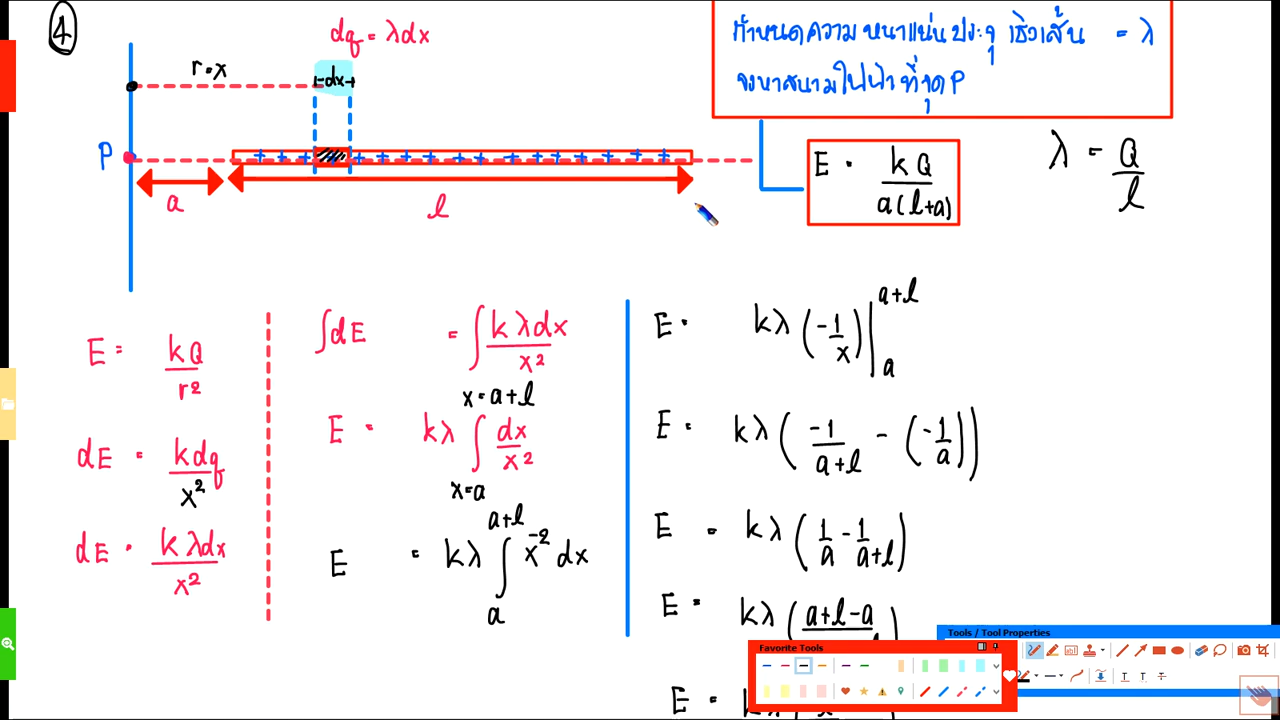 4
dq = λdx
กำหนดความหนาแน่นประจุเชิงเส้น = λ
จงหาสนามไฟฟ้าที่จุด P
r = x
dx
P
+ + + + + + + + + + + + + + +
a
l
E = kQ / a(l+a)
λ = Q / l
E = kQ / r²
dE = kdq / x²
dE = kλdx / x²
∫dE = ∫ kλdx / x²
E = kλ ∫ dx / x²
x = a+l
x = a
E = kλ ∫ x⁻² dx
a+l
a
E = kλ (-1/x) | a+l a
E = kλ (-1/(a+l) - (-1/a))
E = kλ (1/a - 1/(a+l))
E = kλ (a+l-a
E =
Tools / Tool Properties
Favorite Tools